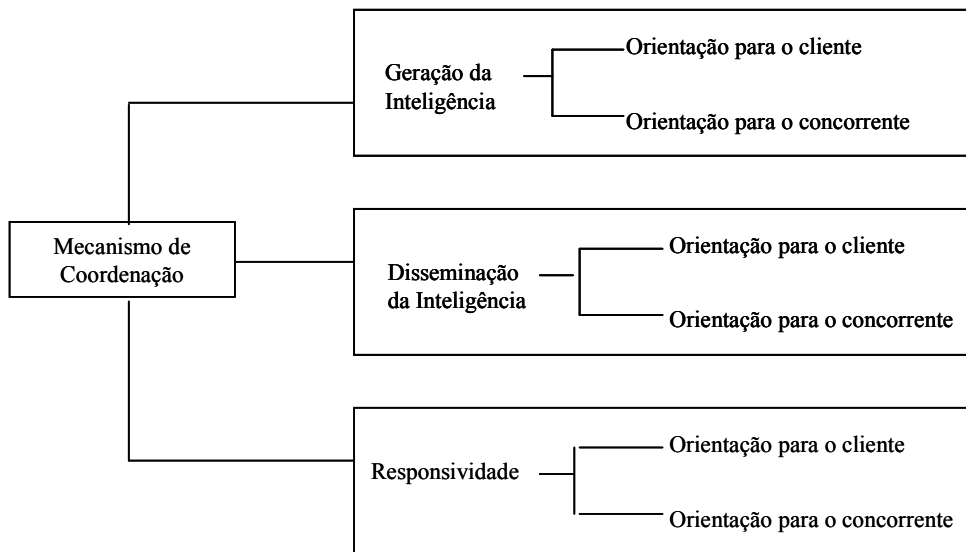 Geração da
Inteligência
Orientação para o cliente
Orientação para o concorrente
Mecanismo de
Coordenação
Disseminação
da Inteligência
Orientação para o cliente
Orientação para o concorrente
Responsividade
Orientação para o cliente
Orientação para o concorrente